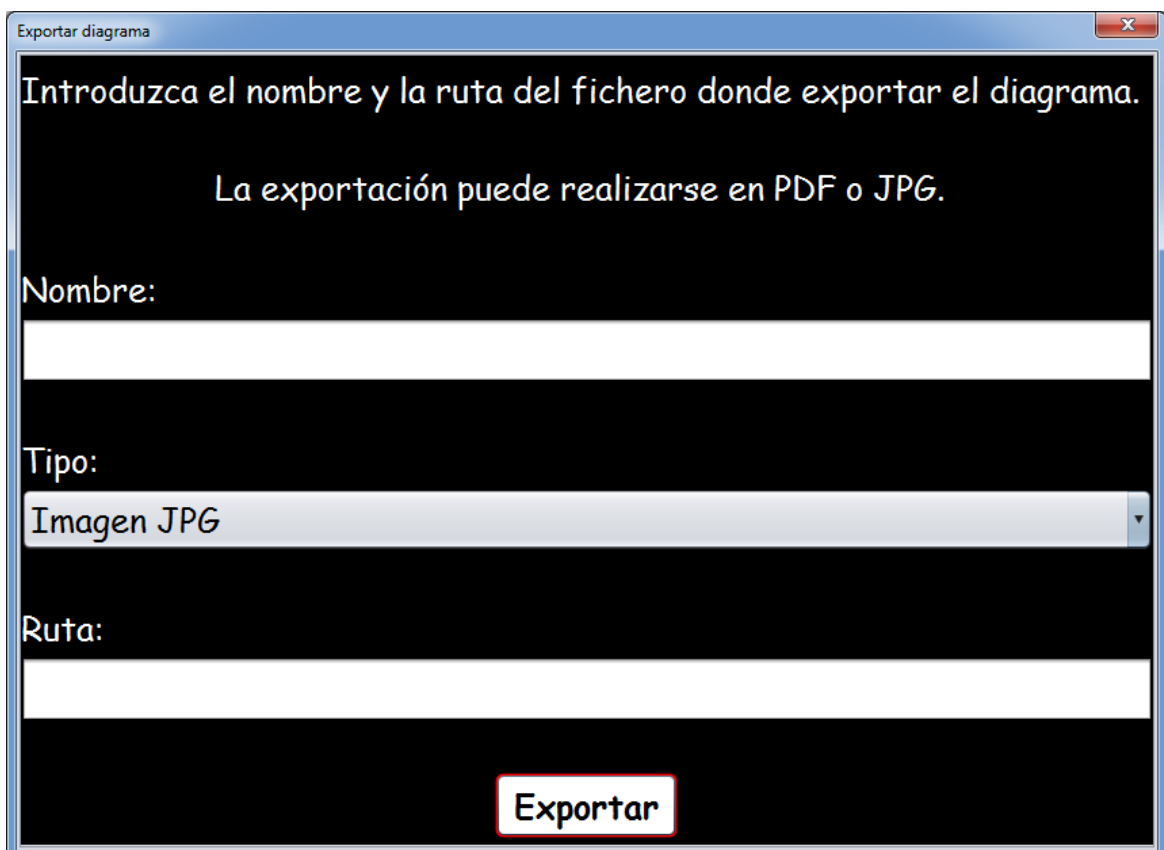 Exportar diagrama
X
Introduzca el nombre y la ruta del fichero donde exportar el diagrama.
La exportación puede realizarse en PDF o JPG.
Nombre:
Tipo:
Imagen JPG
Ruta:
Exportar